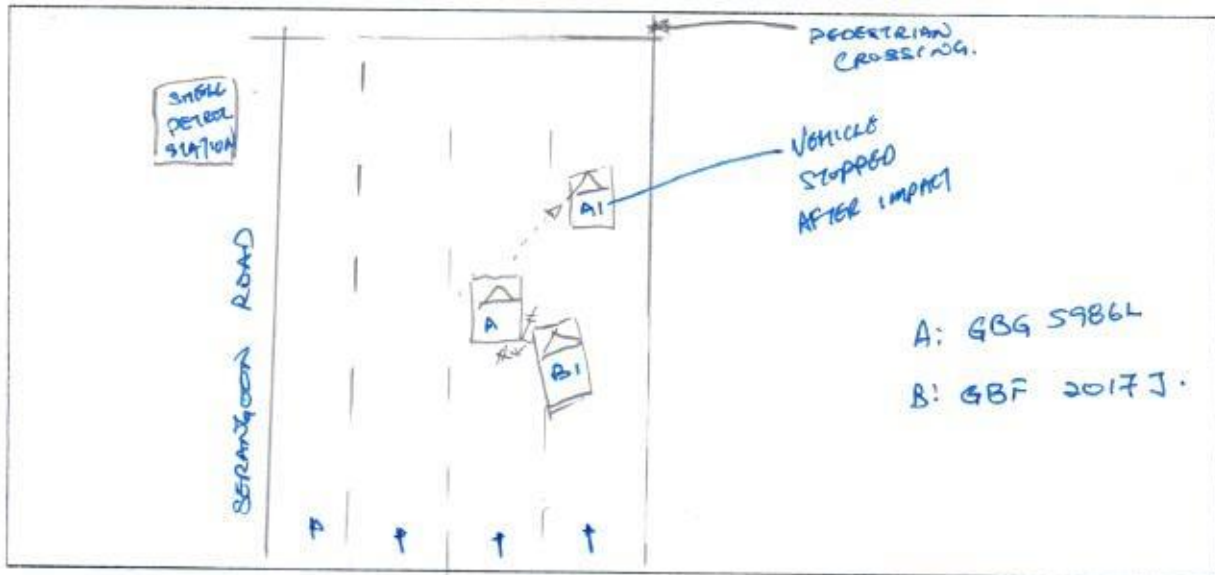 PEDESTRIAN
CROSSING.
SHELL
PETROL
STATION
VEHICLE
STOPPED
AFTER IMPACT
A1
A
B1
SERANGOON ROAD
A: GBG 5986L
B: GBF 2017J.